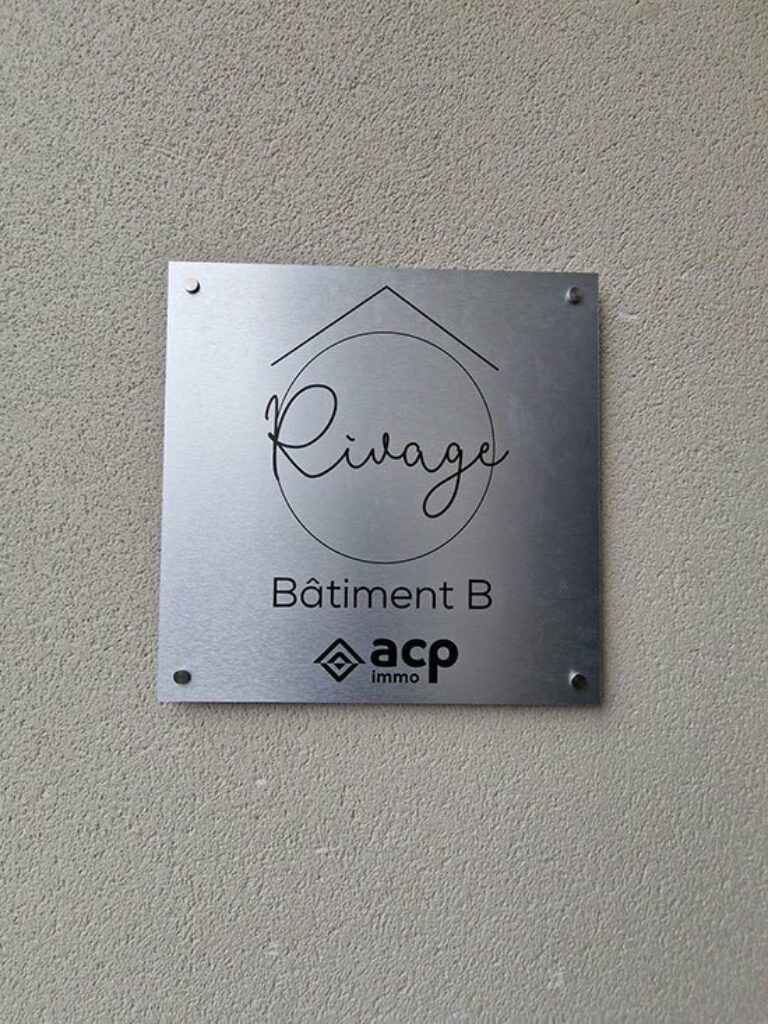 Rivage
Bâtiment B
acp
immo